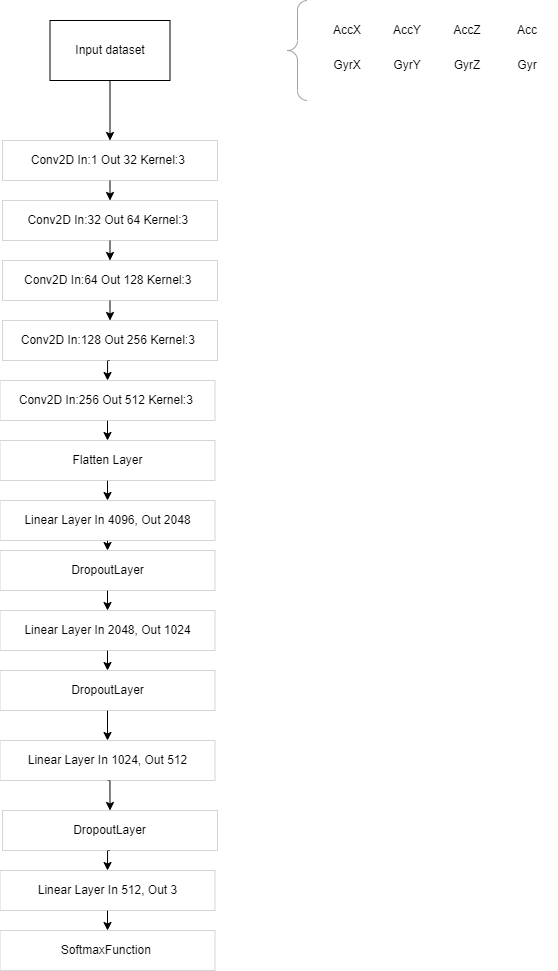 Input dataset
AccX AccY AccZ Acc
GyrX GyrY GyrZ Gyr
Conv2D In:1 Out 32 Kernel:3
Conv2D In:32 Out 64 Kernel:3
Conv2D In:64 Out 128 Kernel:3
Conv2D In:128 Out 256 Kernel:3
Conv2D In:256 Out 512 Kernel:3
Flatten Layer
Linear Layer In 4096, Out 2048
DropoutLayer
Linear Layer In 2048, Out 1024
DropoutLayer
Linear Layer In 1024, Out 512
DropoutLayer
Linear Layer In 512, Out 3
SoftmaxFunction